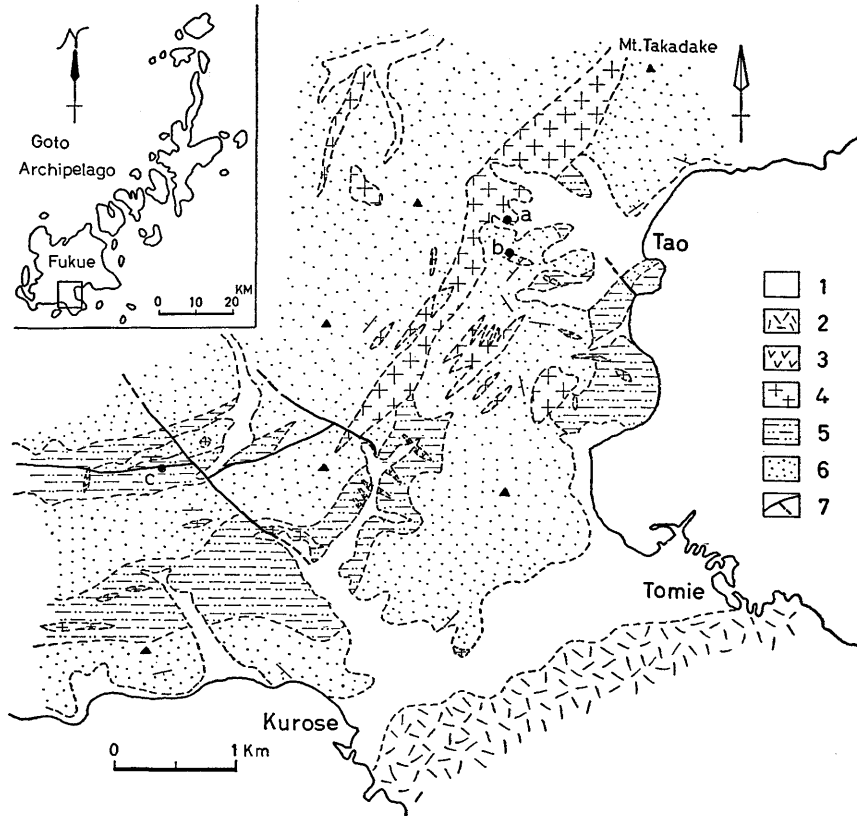 N
Goto
Archipelago
Fukue
0 10 20 KM
Mt. Takadake
a
b
Tao
c
1
2
3
4
5
6
7
Tomie
Kurose
0 1 Km